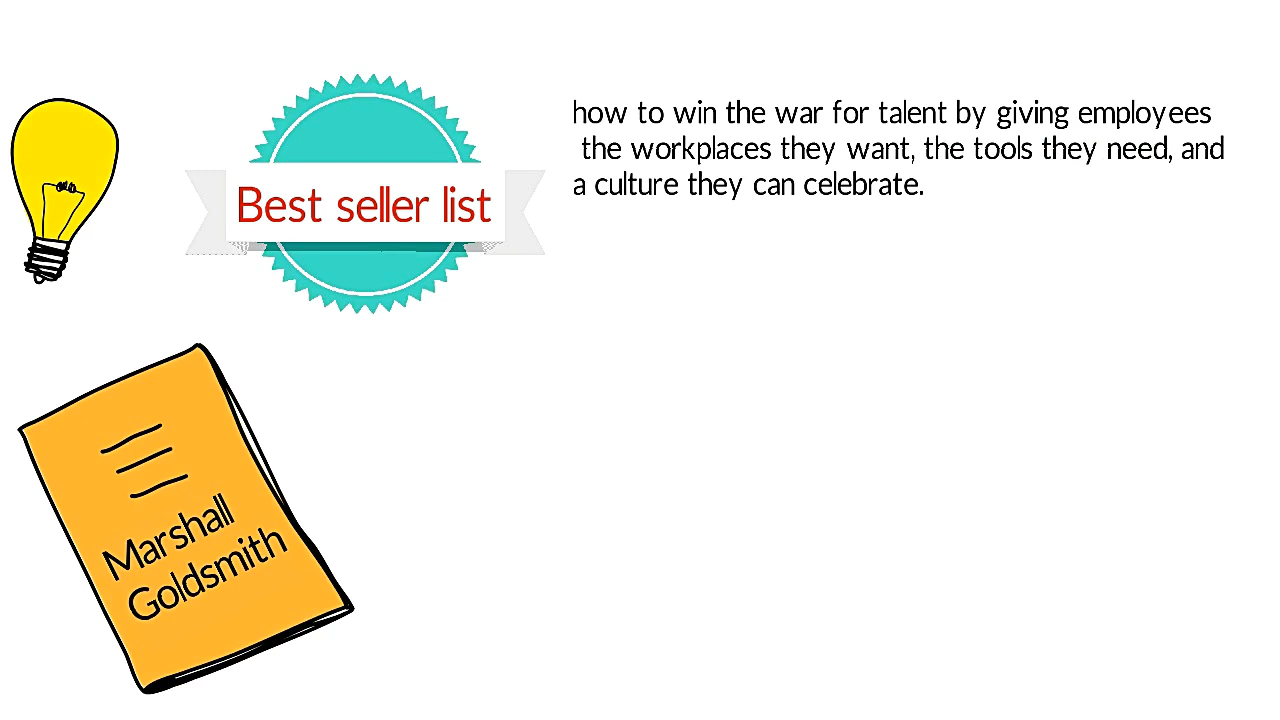 Best seller list
how to win the war for talent by giving employees
the workplaces they want, the tools they need, and
a culture they can celebrate.
Marshall
Goldsmith